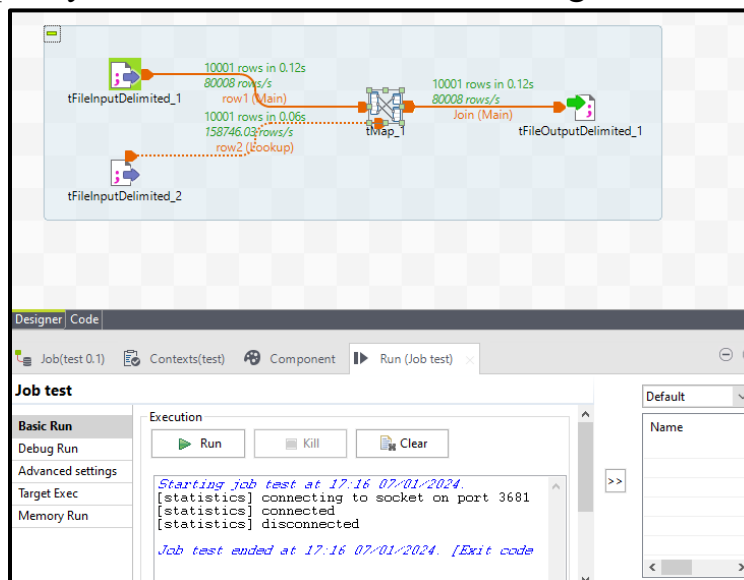 10001 rows in 0.12s
80008 rows/s
row1 (Main)
tFileInputDelimited_1
10001 rows in 0.06s
158746.03 rows/s
row2 (Lookup)
tFileInputDelimited_2
tMap_1
10001 rows in 0.12s
80008 rows/s
Join (Main)
tFileOutputDelimited_1
Designer Code
Job(test 0.1) Contexts(test) Component Run (Job test)
Job test
Default
Basic Run
Debug Run
Advanced settings
Target Exec
Memory Run
Execution
Run Kill Clear
Starting job test at 17:16 07/01/2024.
[statistics] connecting to socket on port 3681
[statistics] connected
[statistics] disconnected
Job test ended at 17:16 07/01/2024. [Exit code
>>
Name